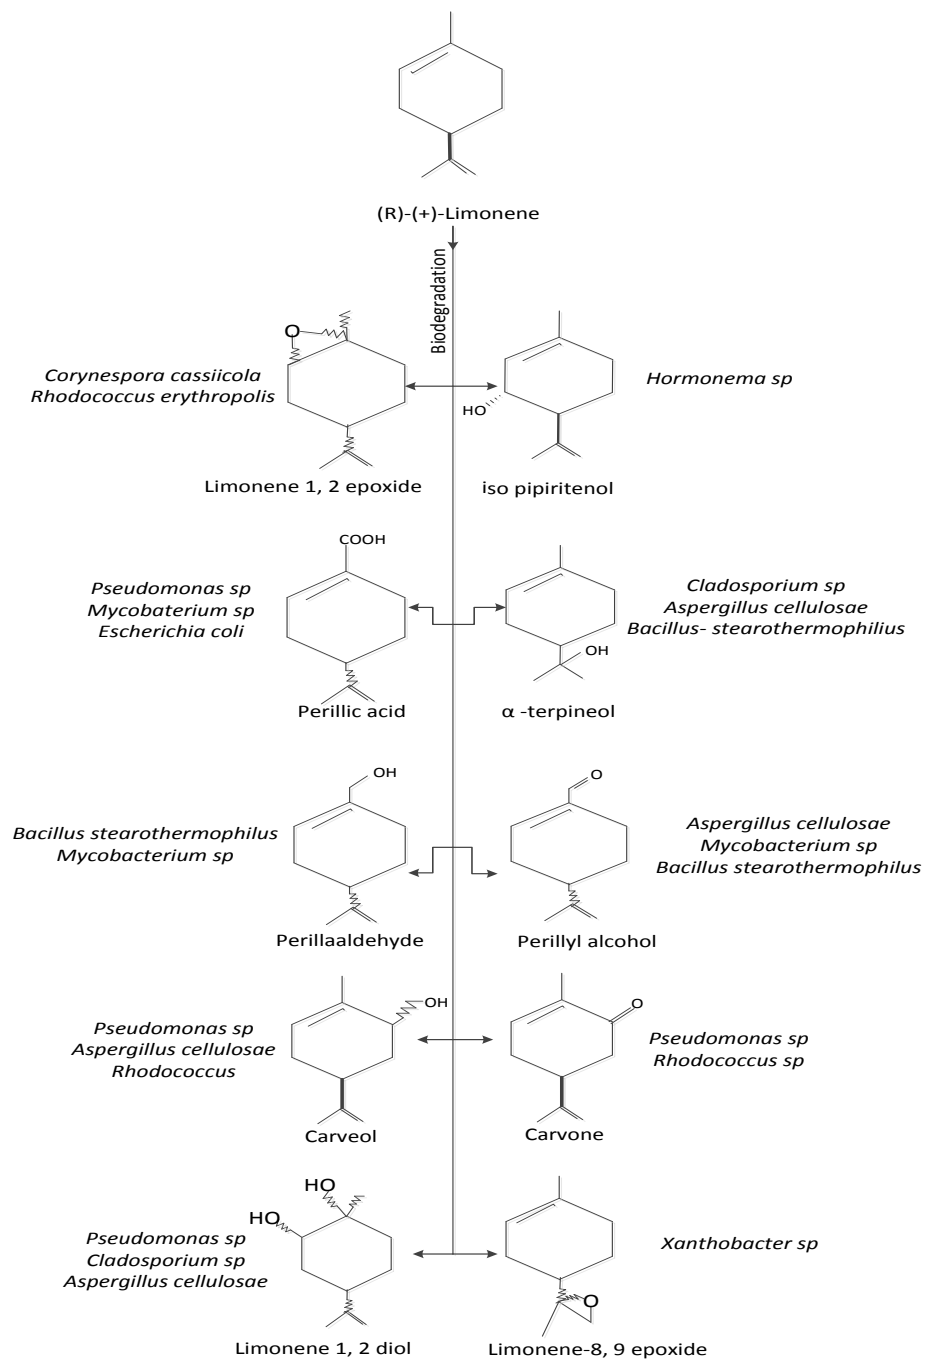 (R)-(+)-Limonene
Biodegradation
O
Corynespora cassiicola
Rhodococcus erythropolis
HO
Hormonema sp
Limonene 1, 2 epoxide
iso pipiritenol
COOH
Pseudomonas sp
Mycobaterium sp
Escherichia coli
OH
Cladosporium sp
Aspergillus cellulosae
Bacillus- stearothermophilius
Perillic acid
α -terpineol
OH
O
Bacillus stearothermophilus
Mycobacterium sp
Aspergillus cellulosae
Mycobacterium sp
Bacillus stearothermophilus
Perillaaldehyde
Perillyl alcohol
OH
O
Pseudomonas sp
Aspergillus cellulosae
Rhodococcus
Pseudomonas sp
Rhodococcus sp
Carveol
Carvone
HO
HO
Pseudomonas sp
Cladosporium sp
Aspergillus cellulosae
Xanthobacter sp
O
Limonene 1, 2 diol
Limonene-8, 9 epoxide